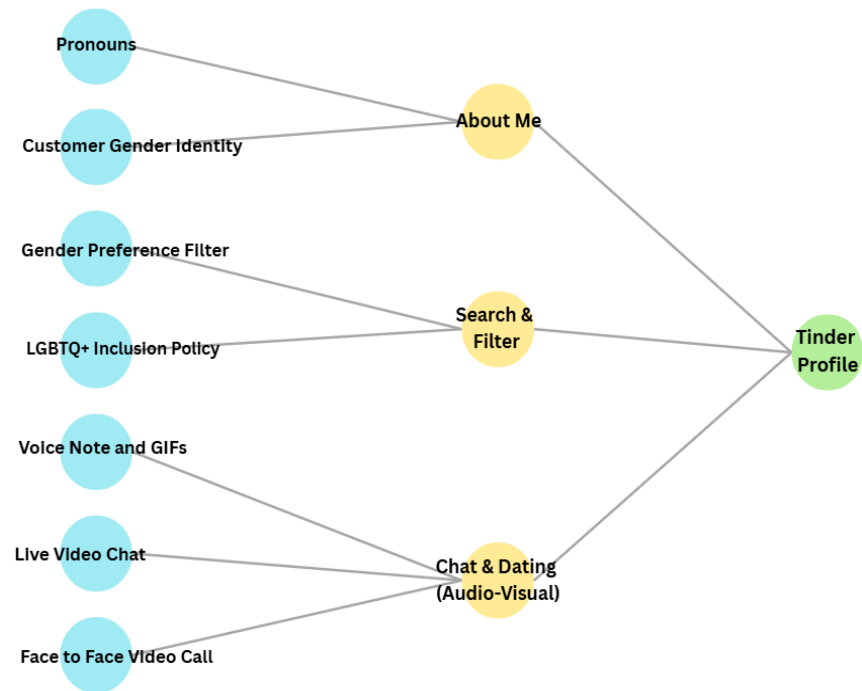 Pronouns
Customer Gender Identity
Gender Preference Filter
LGBTQ+ Inclusion Policy
Voice Note and GIFs
Live Video Chat
Face to Face Video Call
About Me
Search &
Filter
Chat & Dating
(Audio-Visual)
Tinder
Profile